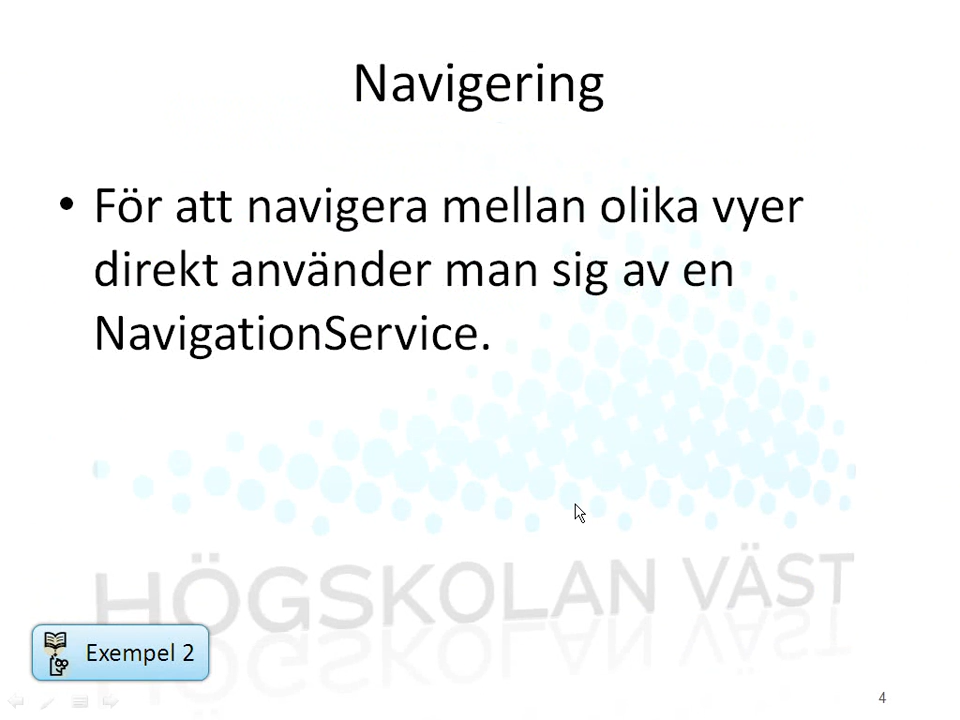 Navigering
• För att navigera mellan olika vyer
direkt använder man sig av en
NavigationService.
HÖGSKOLAN VÄST
Exempel 2
4